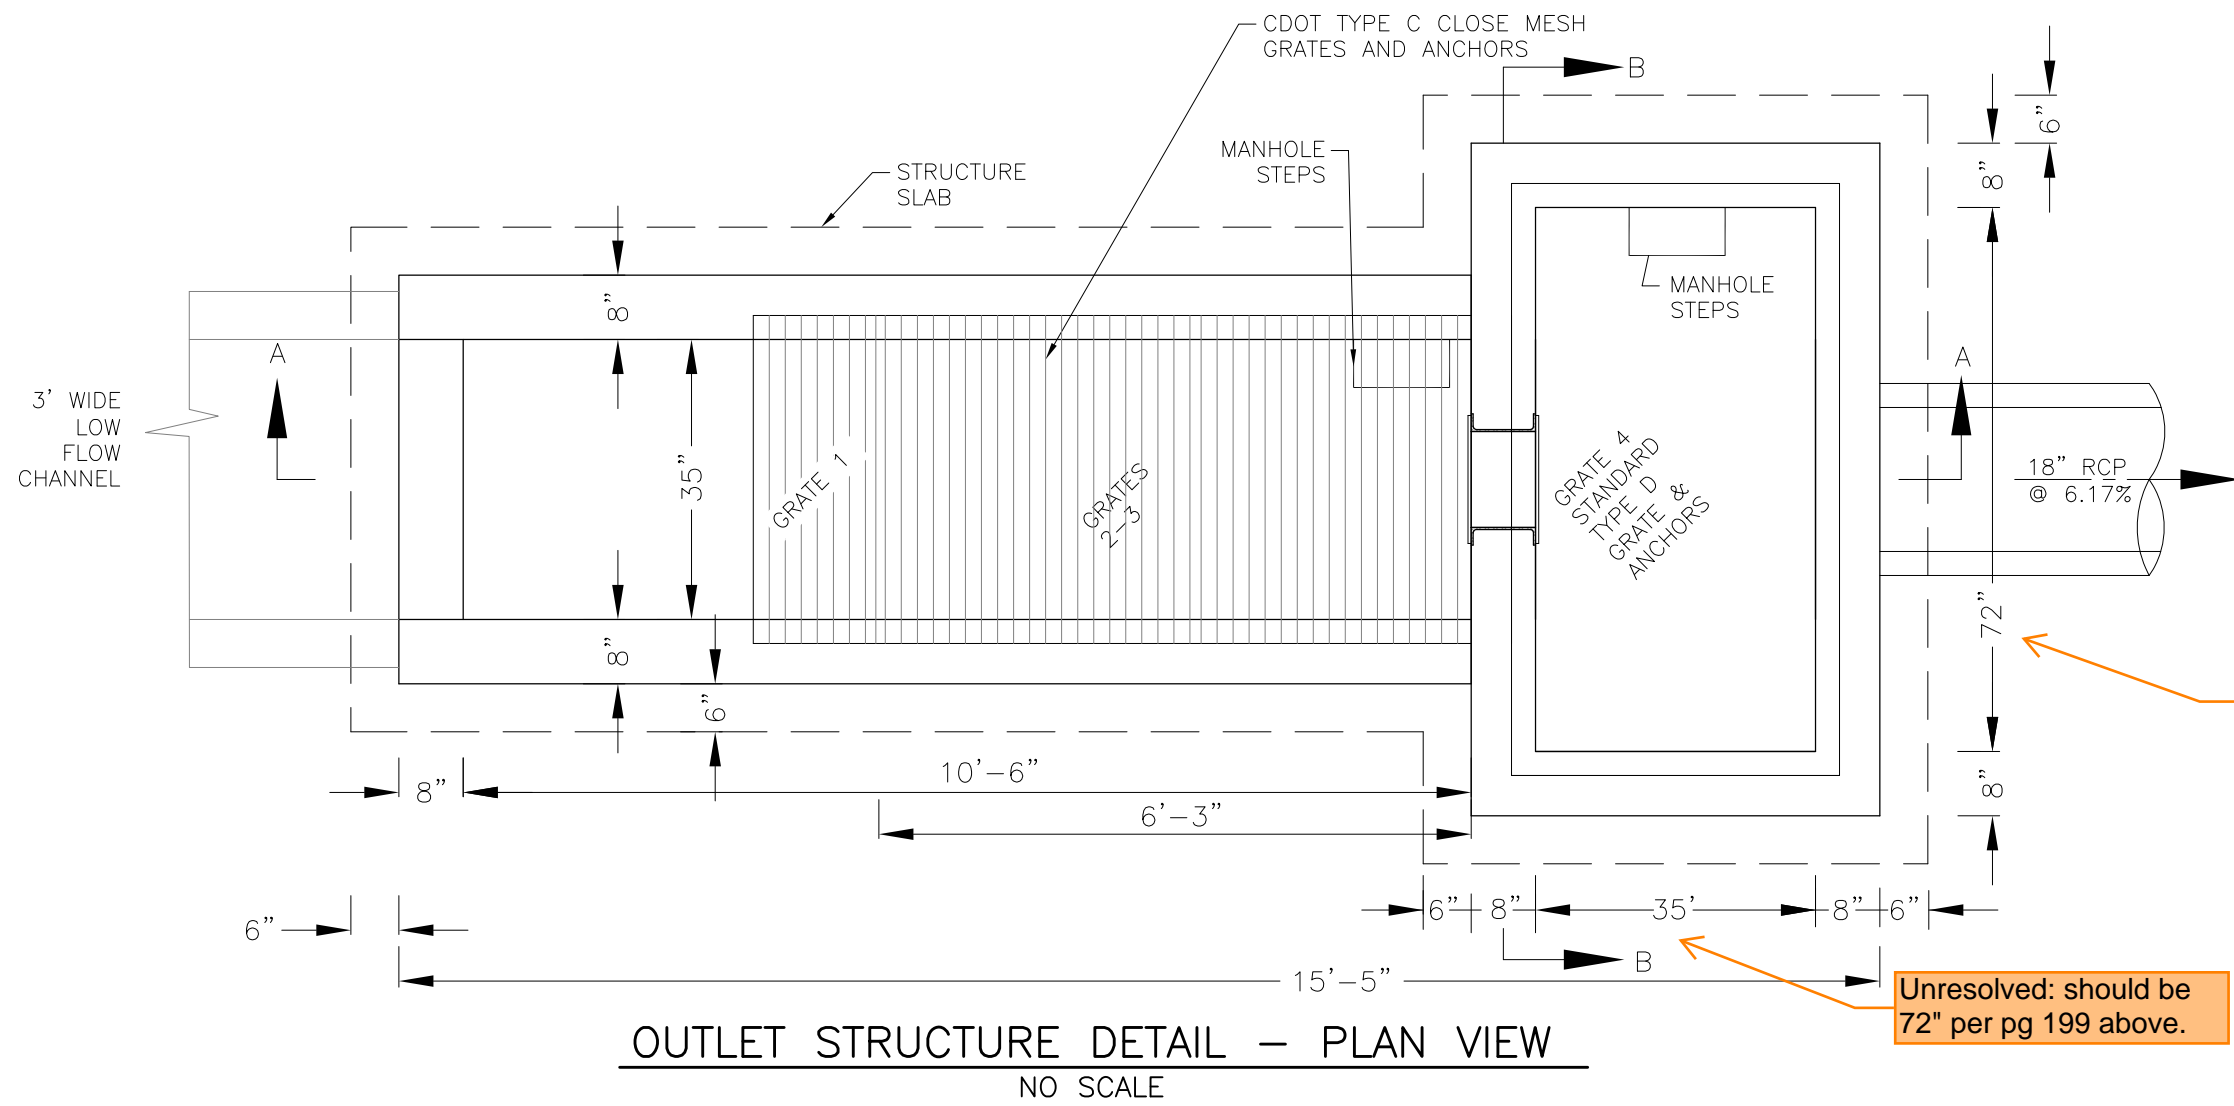 CDOT TYPE C CLOSE MESH
GRATES AND ANCHORS
B
6”
8”
MANHOLE
STEPS
STRUCTURE
SLAB
MANHOLE
STEPS
8”
A
A
3’ WIDE
LOW
FLOW
CHANNEL
35”
GRATE 1
GRATES
2–3
GRATE 4
STANDARD
TYPE D
GRATE &
ANCHORS
18” RCP
@ 6.17%
72”
8”
6”
10’–6”
8”
6’–3”
8”
6”
6”
8”
35’
8”
6”
B
15’–5”
Unresolved: should be
72" per pg 199 above.
OUTLET STRUCTURE DETAIL – PLAN VIEW
NO SCALE